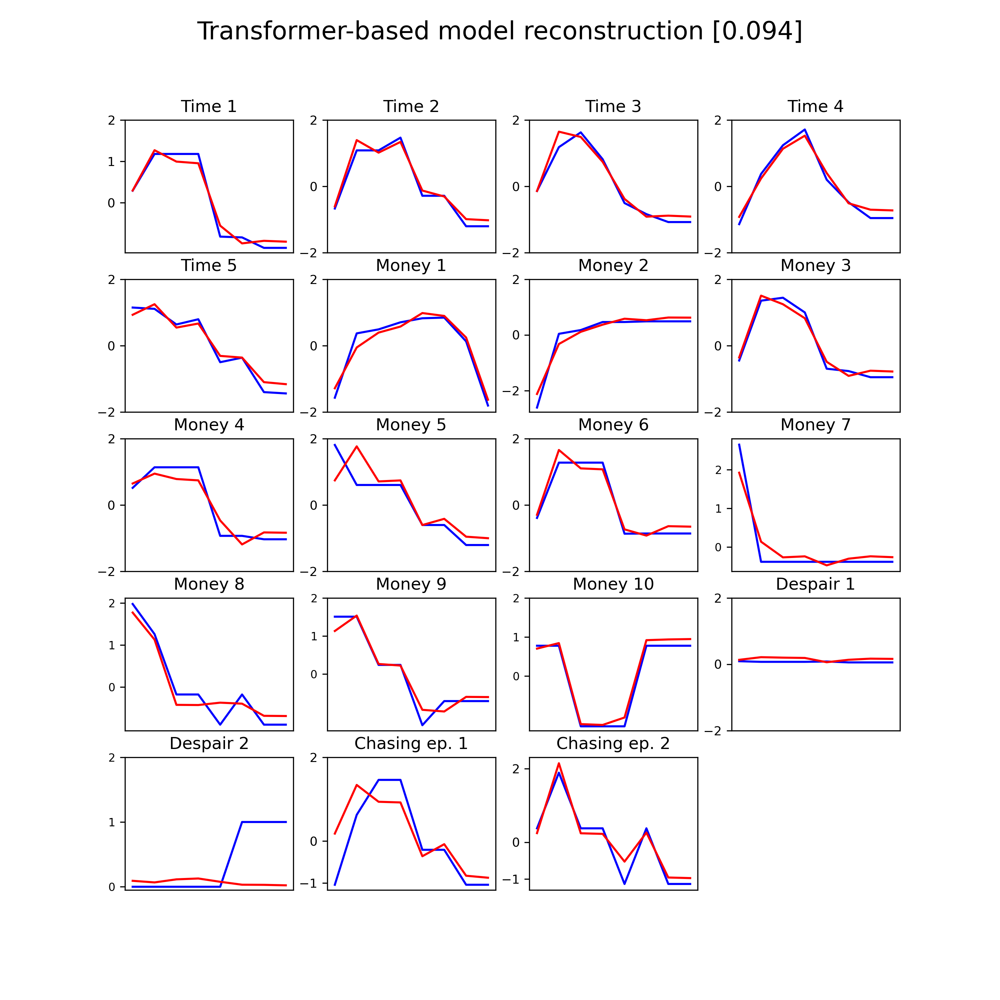 Transformer-based model reconstruction [0.094]
Time 1 Time 2 Time 3 Time 4
2 2 2 2
1
0 0 0
0
−2 −2 −2
Time 5 Money 1 Money 2 Money 3
2 2 2 2
0 0 0 0
−2
−2 −2 −2
Money 4 Money 5 Money 6 Money 7
2 2 2
2
0 0 0 1
0
−2 −2 −2
Money 8 Money 9 Money 10 Despair 1
2 2 2 2
1 1 1
0 0 0 0
−2
Despair 2 Chasing ep. 1 Chasing ep. 2
2 2 2
1
0 0
0 −1 −1